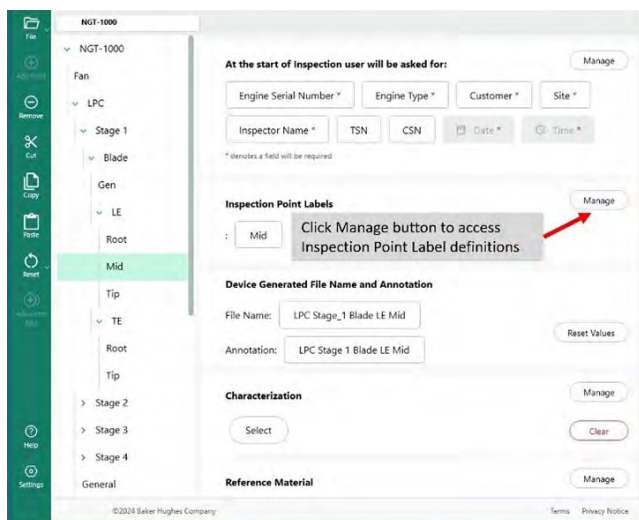 NGT-1000
File
Remove
Cut
Copy
Paste
Reset
Help
Settings
NGT-1000
Fan
LPC
Stage 1
Blade
Gen
LE
Root
Mid
Tip
TE
Root
Tip
Stage 2
Stage 3
Stage 4
General
At the start of Inspection user will be asked for:
Manage
Engine Serial Number * Engine Type * Customer * Site *
Inspector Name * TSN CSN Date * Time *
* denotes a field will be required
Inspection Point Labels
Manage
: Mid
Click Manage button to access
Inspection Point Label definitions
Device Generated File Name and Annotation
File Name: LPC Stage_1 Blade LE Mid
Reset Values
Annotation: LPC Stage 1 Blade LE Mid
Characterization
Manage
Select
Clear
Reference Material
Manage
©2024 Baker Hughes Company
Terms Privacy Notice